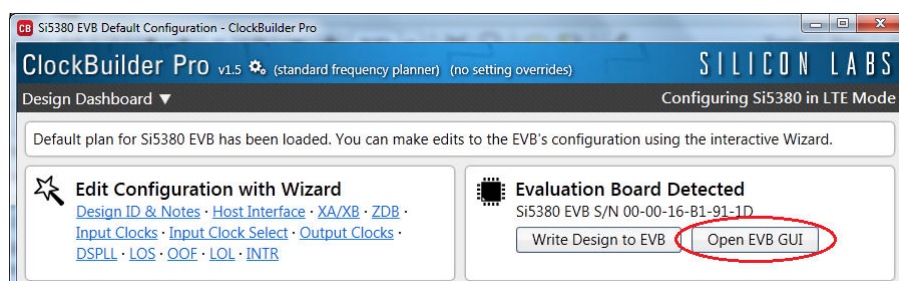 CB Si5380 EVB Default Configuration - ClockBuilder Pro
ClockBuilder Pro v1.5 (standard frequency planner) (no setting overrides) SILICON LABS
Design Dashboard ▼ Configuring Si5380 in LTE Mode
Default plan for Si5380 EVB has been loaded. You can make edits to the EVB's configuration using the interactive Wizard.
Edit Configuration with Wizard
Design ID & Notes · Host Interface · XA/XB · ZDB ·
Input Clocks · Input Clock Select · Output Clocks ·
DSPLL · LOS · OOF · LOL · INTR
Evaluation Board Detected
Si5380 EVB S/N 00-00-16-B1-91-1D
Write Design to EVB Open EVB GUI